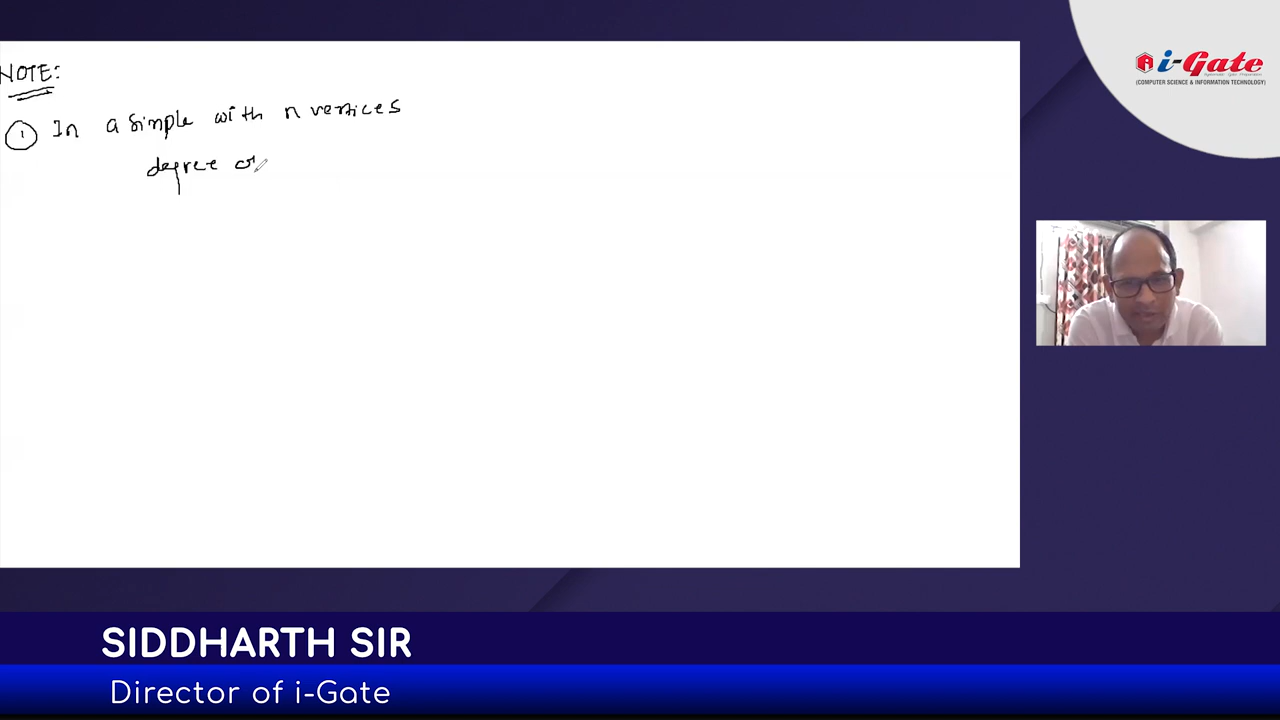 NOTE:
1 In a simple with n vertices
degree of
i-Gate
(COMPUTER SCIENCE & INFORMATION TECHNOLOGY)
SIDDHARTH SIR
Director of i-Gate